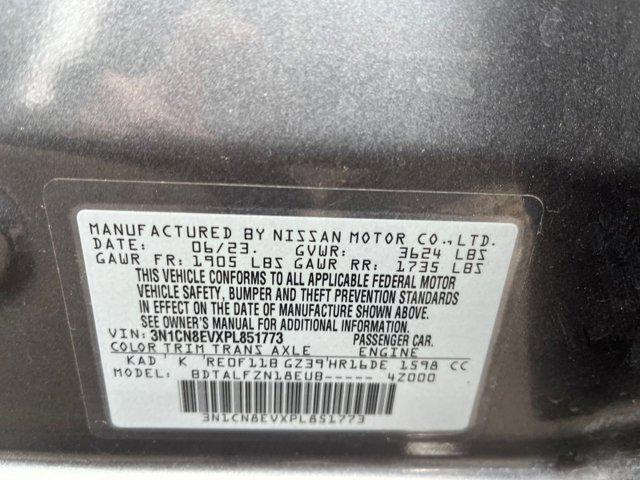 MANUFACTURED BY NISSAN MOTOR CO., LTD.
DATE: 06/23. GVWR: 3624 LBS
GAWR FR: 1905 LBS GAWR RR: 1735 LBS
THIS VEHICLE CONFORMS TO ALL APPLICABLE FEDERAL MOTOR
VEHICLE SAFETY, BUMPER AND THEFT PREVENTION STANDARDS
IN EFFECT ON THE DATE OF MANUFACTURE SHOWN ABOVE.
SEE OWNER'S MANUAL FOR ADDITIONAL INFORMATION
VIN: 3N1CN8EVXPL851773 PASSENGER CAR.
COLOR TRIM TRANS AXLE ENGINE
KAD K RE0F11B GZ39 HR16DE 1598 CC
MODEL: BDTALFZN18EUB----- 4Z000
3N1CN8EVXPL851773